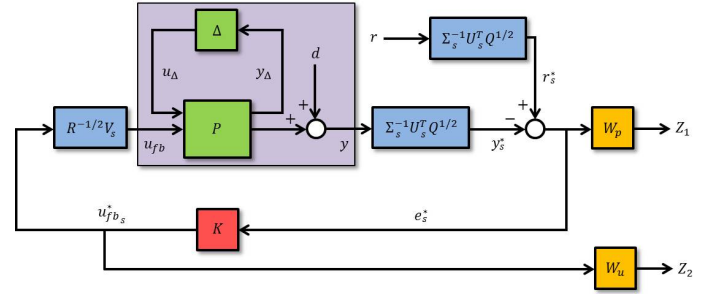 Δ
r
Σ_s^{-1} U_s^T Q^{1/2}
d
u_Δ
y_Δ
r_s^*
+
+
R^{-1/2} V_s
P
+
Σ_s^{-1} U_s^T Q^{1/2}
−
W_p
Z_1
u_{fb}
y
y_s^*
u_{fb_s}^*
e_s^*
K
W_u
Z_2